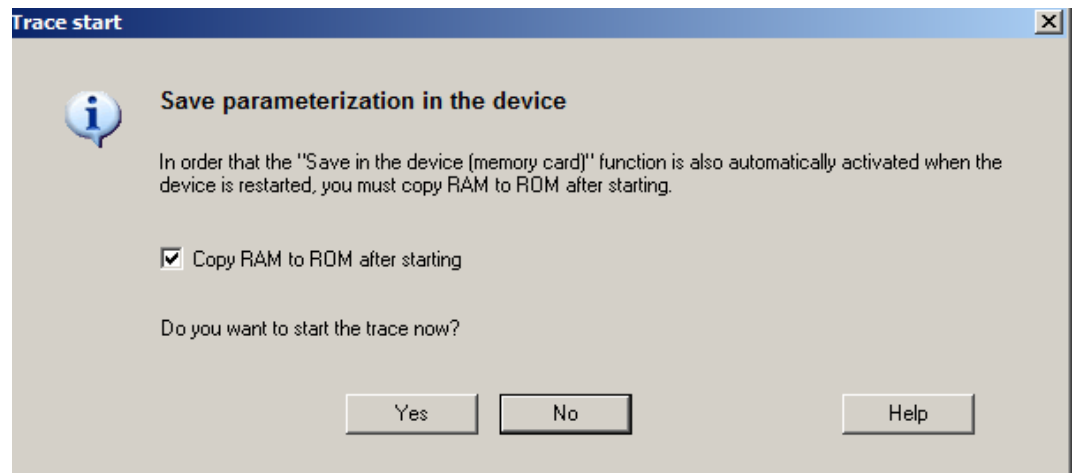 Trace start
Save parameterization in the device
In order that the "Save in the device (memory card)" function is also automatically activated when the
device is restarted, you must copy RAM to ROM after starting.
Copy RAM to ROM after starting
Do you want to start the trace now?
Yes No Help